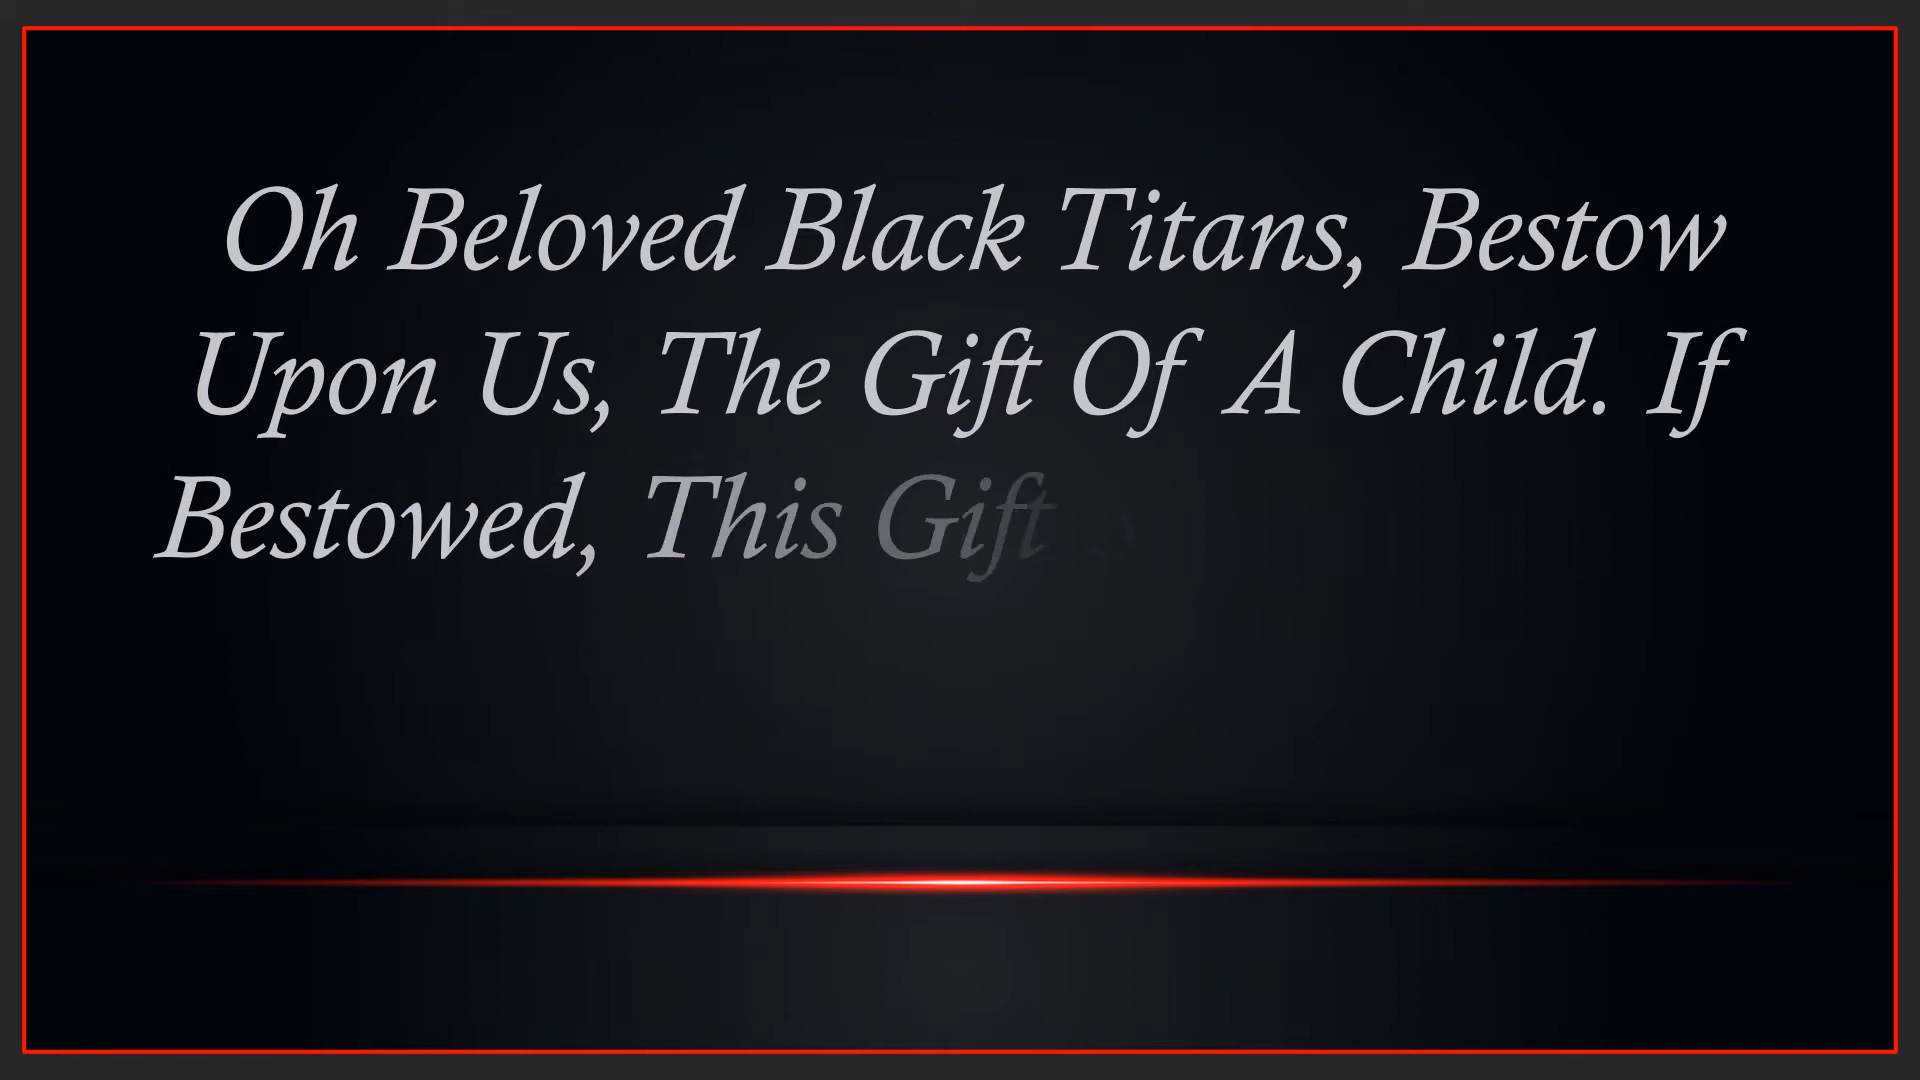 Oh Beloved Black Titans, Bestow
Upon Us, The Gift Of A Child. If
Bestowed, This Gift